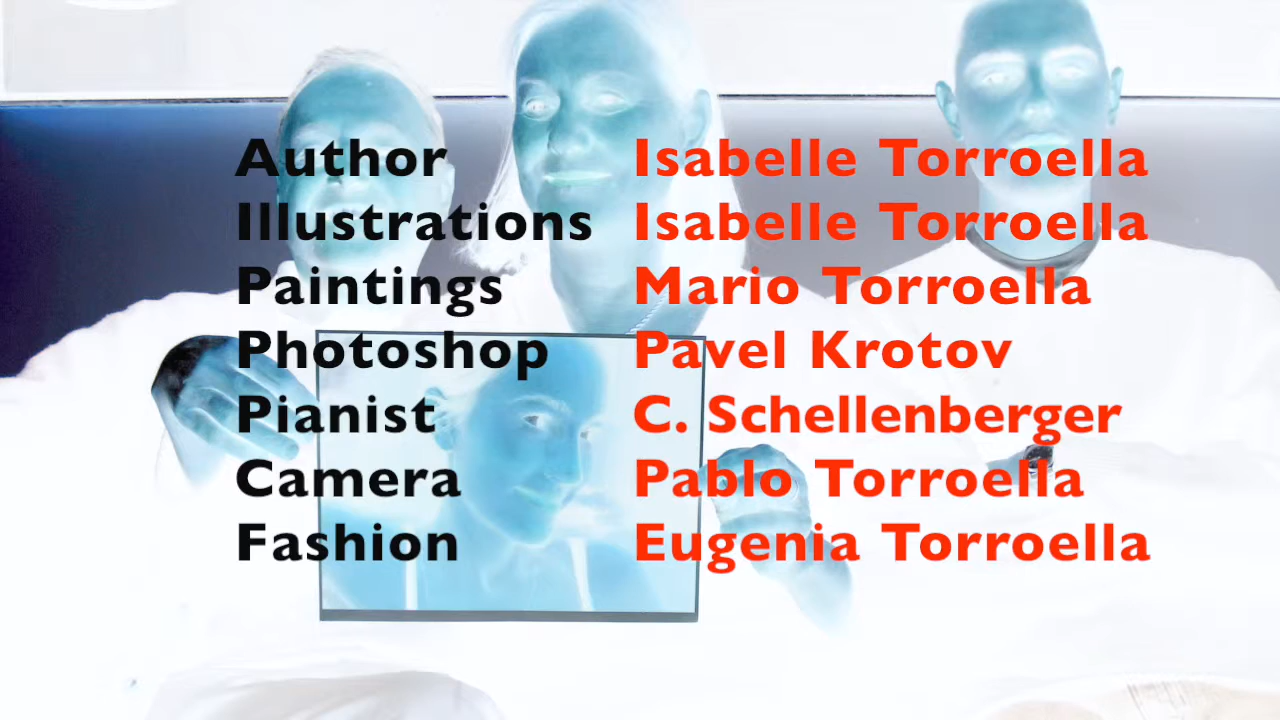 Author Isabelle Torroella
Illustrations Isabelle Torroella
Paintings Mario Torroella
Photoshop Pavel Krotov
Pianist C. Schellenberger
Camera Pablo Torroella
Fashion Eugenia Torroella